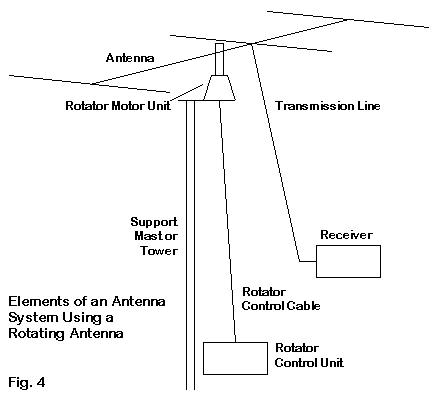 Antenna
Rotator Motor Unit
Transmission Line
Support
Mast or
Tower
Receiver
Elements of an Antenna
System Using a
Rotating Antenna
Rotator
Control Cable
Rotator
Control Unit
Fig. 4